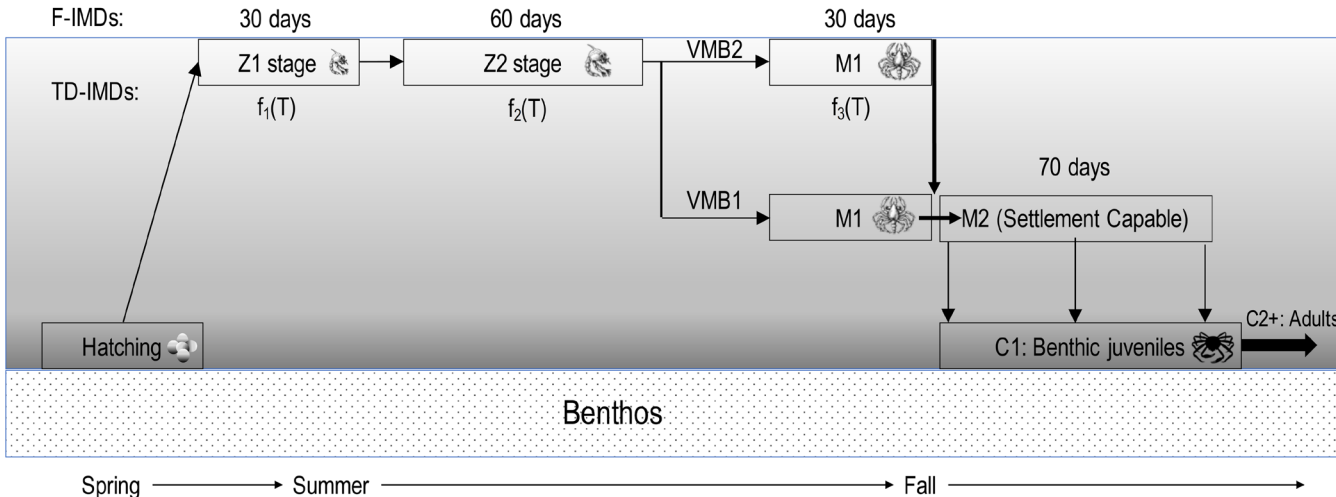 F-IMDs: 30 days 60 days 30 days
Z1 stage Z2 stage VMB2 M1
TD-IMDs: f₁(T) f₂(T) f₃(T)
70 days
VMB1 M1 M2 (Settlement Capable)
C2+: Adults
Hatching C1: Benthic juveniles
Benthos
Spring Summer Fall